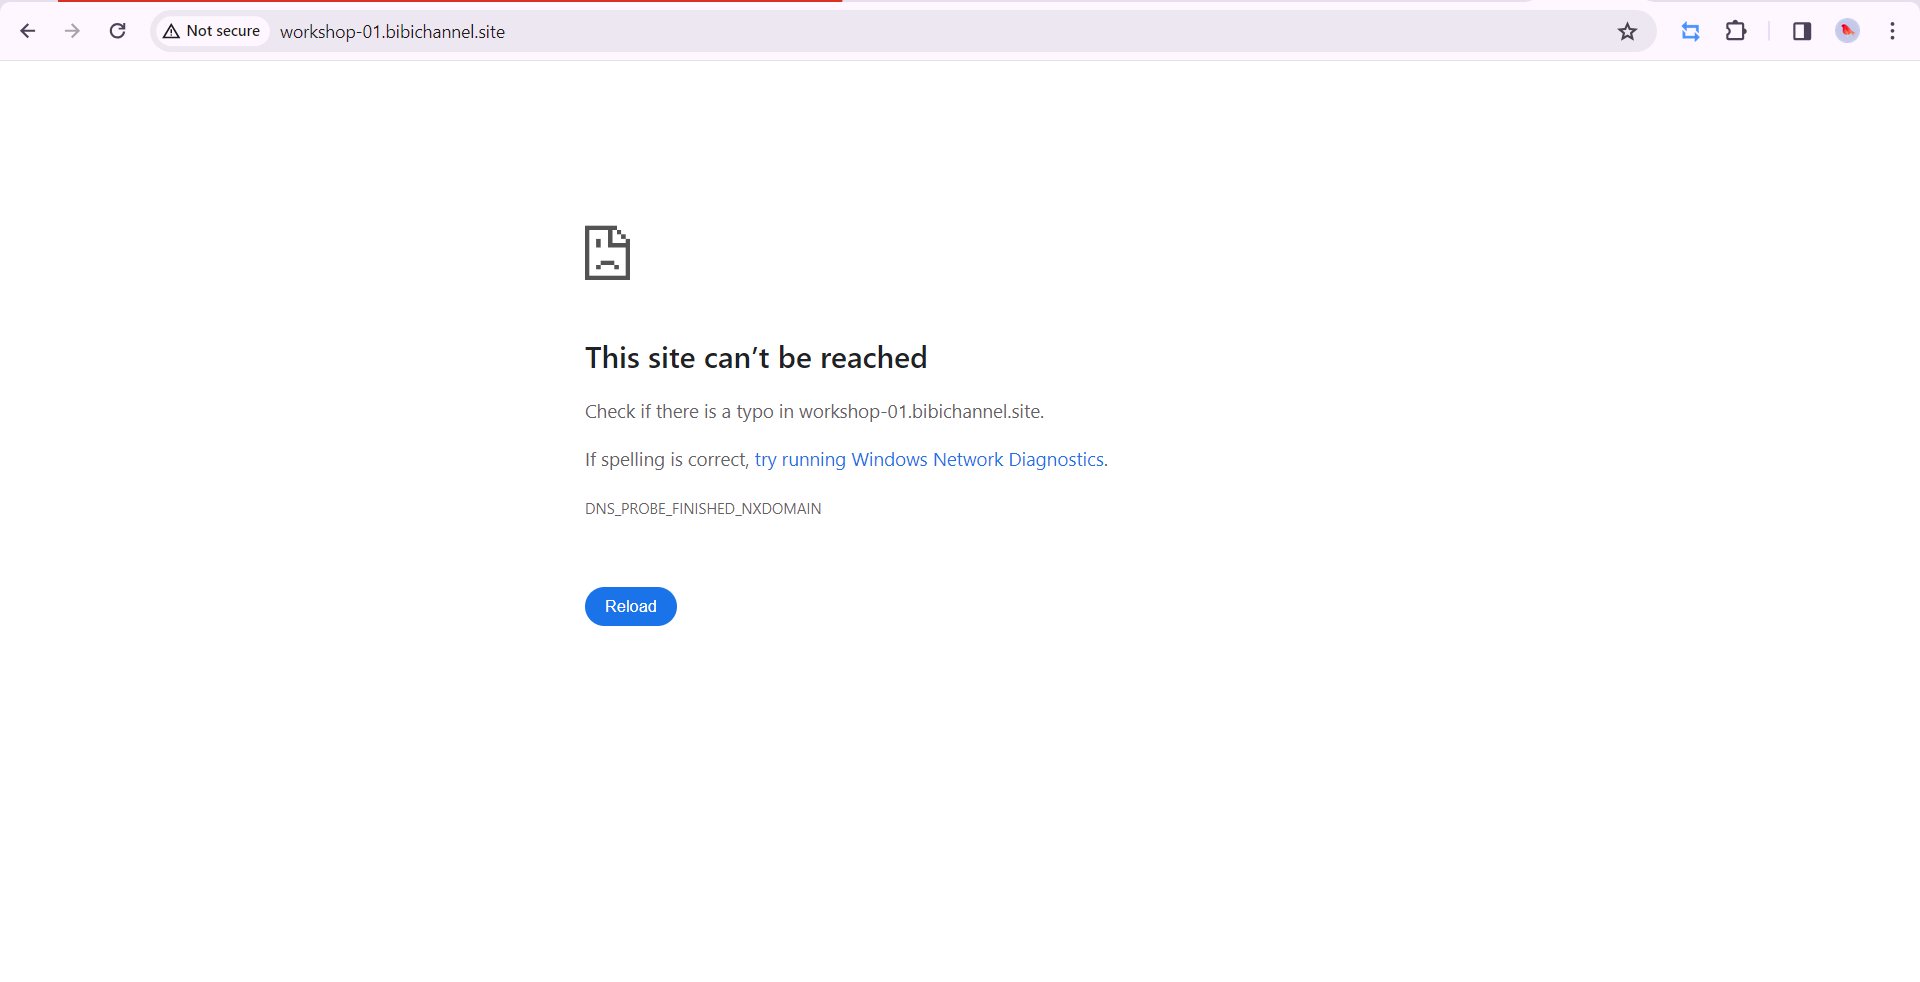 Not secure workshop-01.bibichannel.site
This site can’t be reached
Check if there is a typo in workshop-01.bibichannel.site.
If spelling is correct, try running Windows Network Diagnostics.
DNS_PROBE_FINISHED_NXDOMAIN
Reload